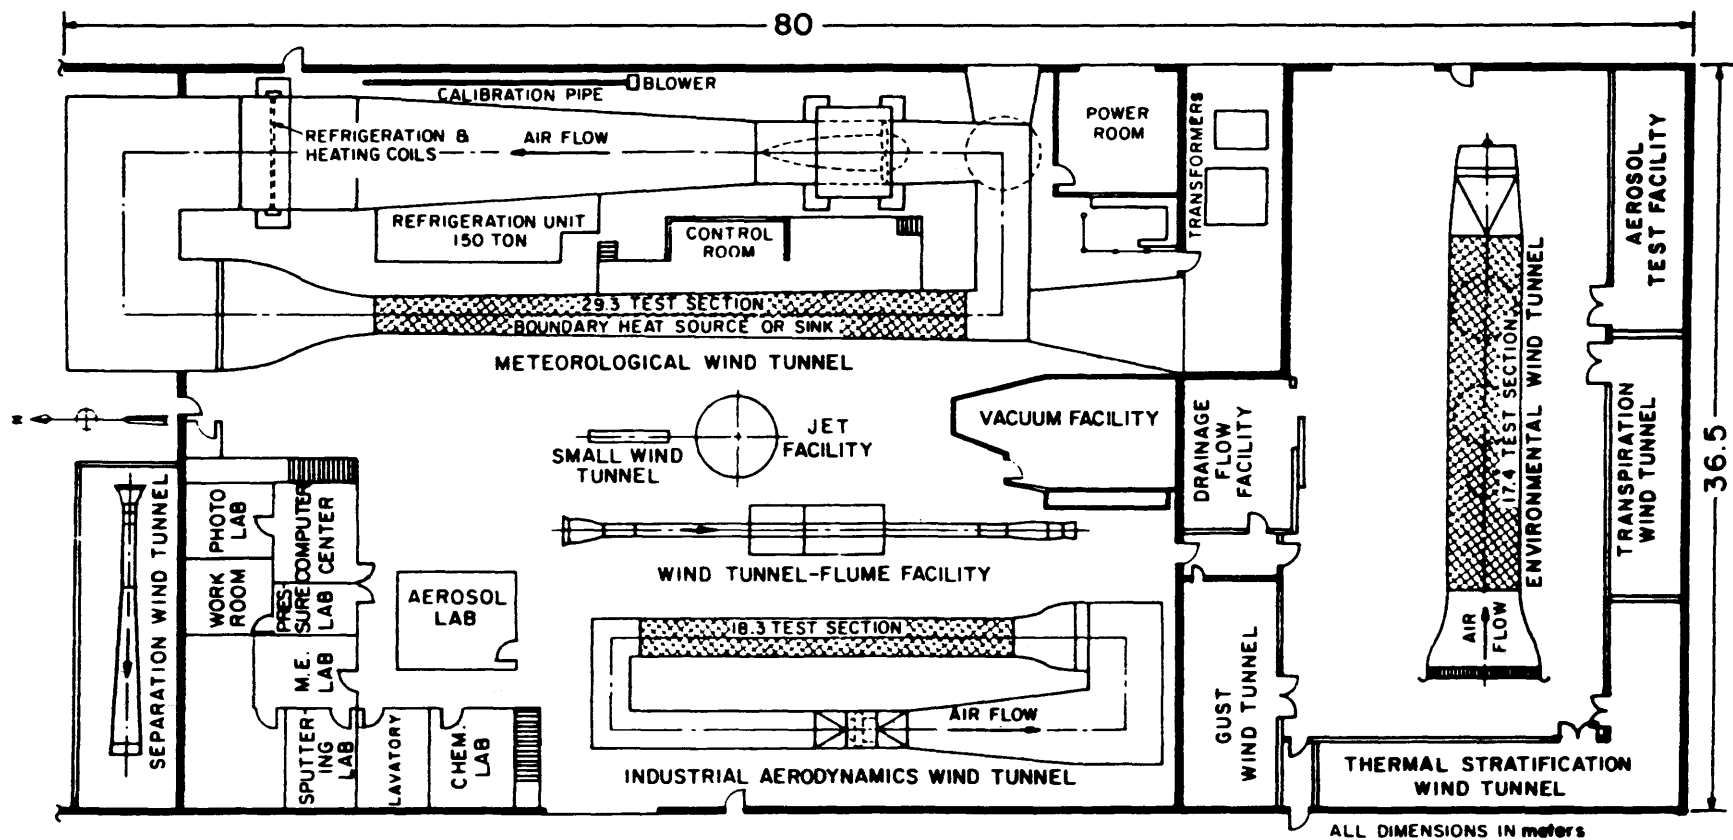 80
CALIBRATION PIPE
BLOWER
REFRIGERATION &
HEATING COILS
AIR FLOW
POWER
ROOM
TRANSFORMERS
AEROSOL
TEST FACILITY
REFRIGERATION UNIT
150 TON
CONTROL
ROOM
29.3 TEST SECTION
BOUNDARY HEAT SOURCE OR SINK
METEOROLOGICAL WIND TUNNEL
17.4 TEST SECTION
ENVIRONMENTAL WIND TUNNEL
36.5
N
JET
FACILITY
SMALL WIND
TUNNEL
VACUUM FACILITY
DRAINAGE
FLOW
FACILITY
TRANSPIRATION
WIND TUNNEL
SEPARATION WIND TUNNEL
PHOTO
LAB
COMPUTER
CENTER
WORK
ROOM
PRES
SURE
LAB
AEROSOL
LAB
WIND TUNNEL-FLUME FACILITY
18.3 TEST SECTION
AIR
FLOW
M.E.
LAB
SPUTTER-
ING
LAB
LAVATORY
CHEM.
LAB
AIR FLOW
INDUSTRIAL AERODYNAMICS WIND TUNNEL
GUST
WIND TUNNEL
THERMAL STRATIFICATION
WIND TUNNEL
ALL DIMENSIONS IN meters